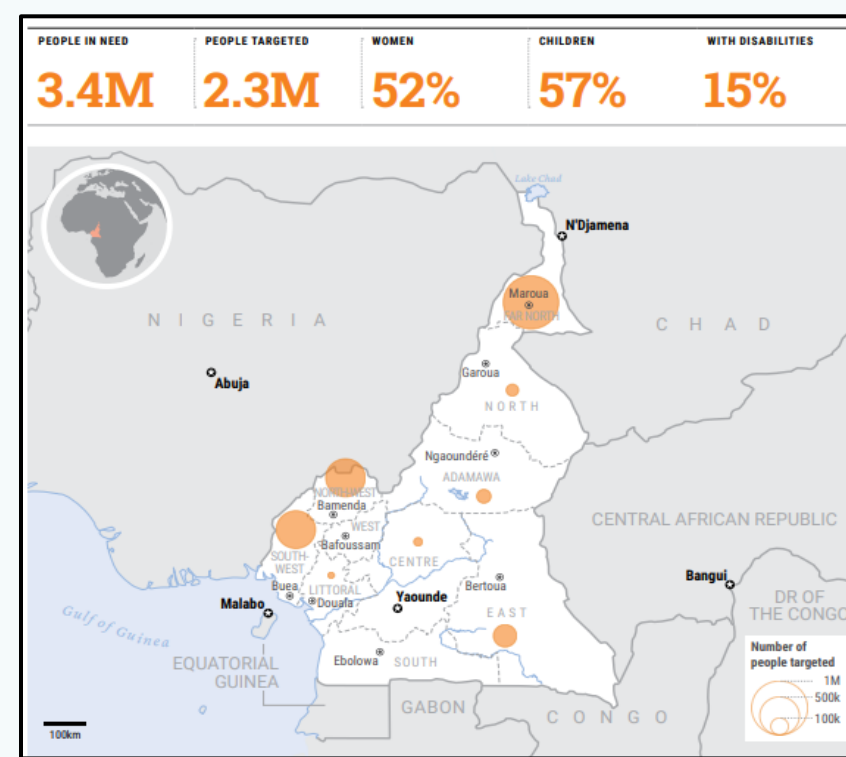 PEOPLE IN NEED
PEOPLE TARGETED
WOMEN
CHILDREN
WITH DISABILITIES
3.4M
2.3M
52%
57%
15%
Lake Chad
N'Djamena
Maroua
FAR NORTH
NIGERIA
CHAD
Abuja
Garoua
NORTH
Ngaoundéré
ADAMAWA
NORTH-WEST
Bamenda
WEST
Bafoussam
CENTRE
CENTRAL AFRICAN REPUBLIC
SOUTH-
WEST
Buea
LITTORAL
Douala
Yaounde
Bertoua
EAST
Bangui
Malabo
DR OF
THE CONGO
Gulf of Guinea
Ebolowa
SOUTH
EQUATORIAL
GUINEA
GABON
CONGO
Number of
people targeted
1M
500k
100k
100km